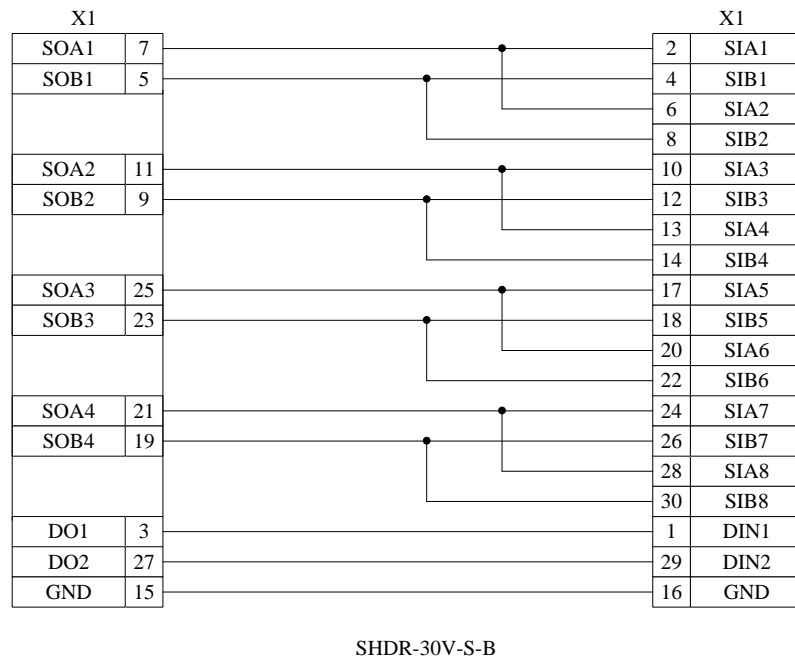 X1 X1
SOA1 7 2 SIA1
SOB1 5 4 SIB1
6 SIA2
8 SIB2
SOA2 11 10 SIA3
SOB2 9 12 SIB3
13 SIA4
14 SIB4
SOA3 25 17 SIA5
SOB3 23 18 SIB5
20 SIA6
22 SIB6
SOA4 21 24 SIA7
SOB4 19 26 SIB7
28 SIA8
30 SIB8
DO1 3 1 DIN1
DO2 27 29 DIN2
GND 15 16 GND
SHDR-30V-S-B